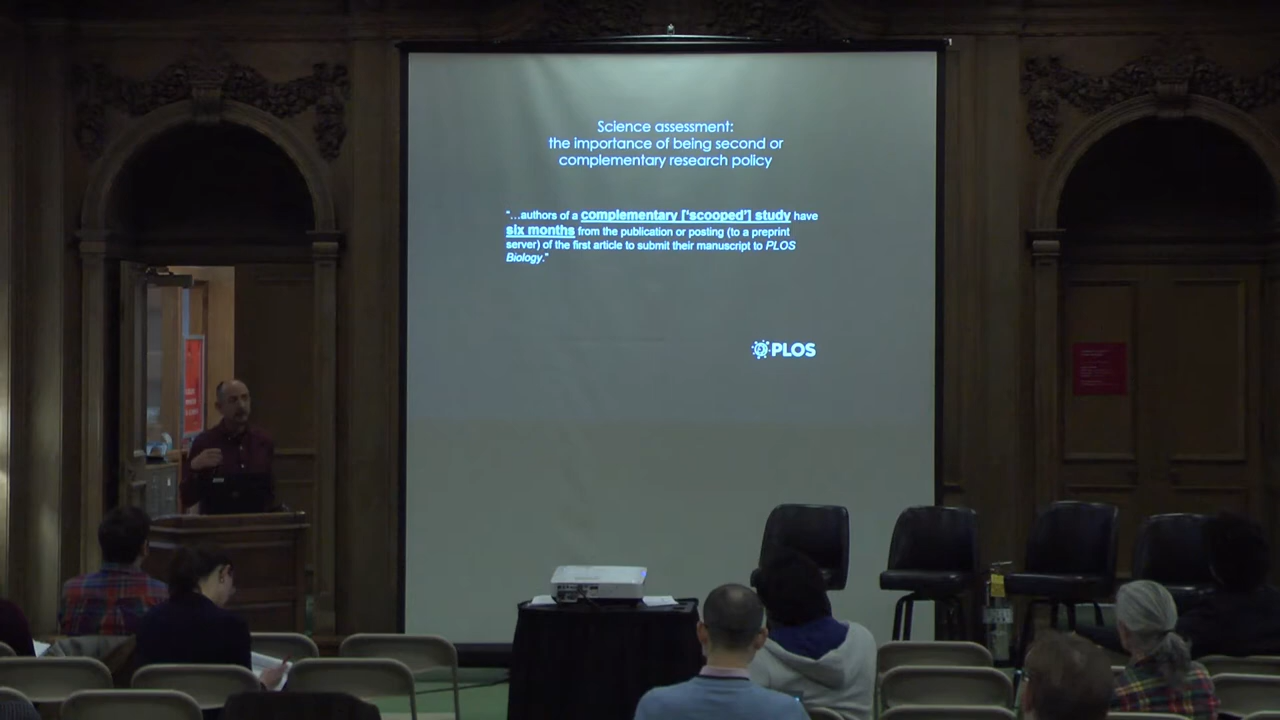 Science assessment:
the importance of being second or
complementary research policy
“...authors of a complementary [‘scooped’] study have
six months from the publication or posting (to a preprint
server) of the first article to submit their manuscript to PLOS
Biology.”
PLOS